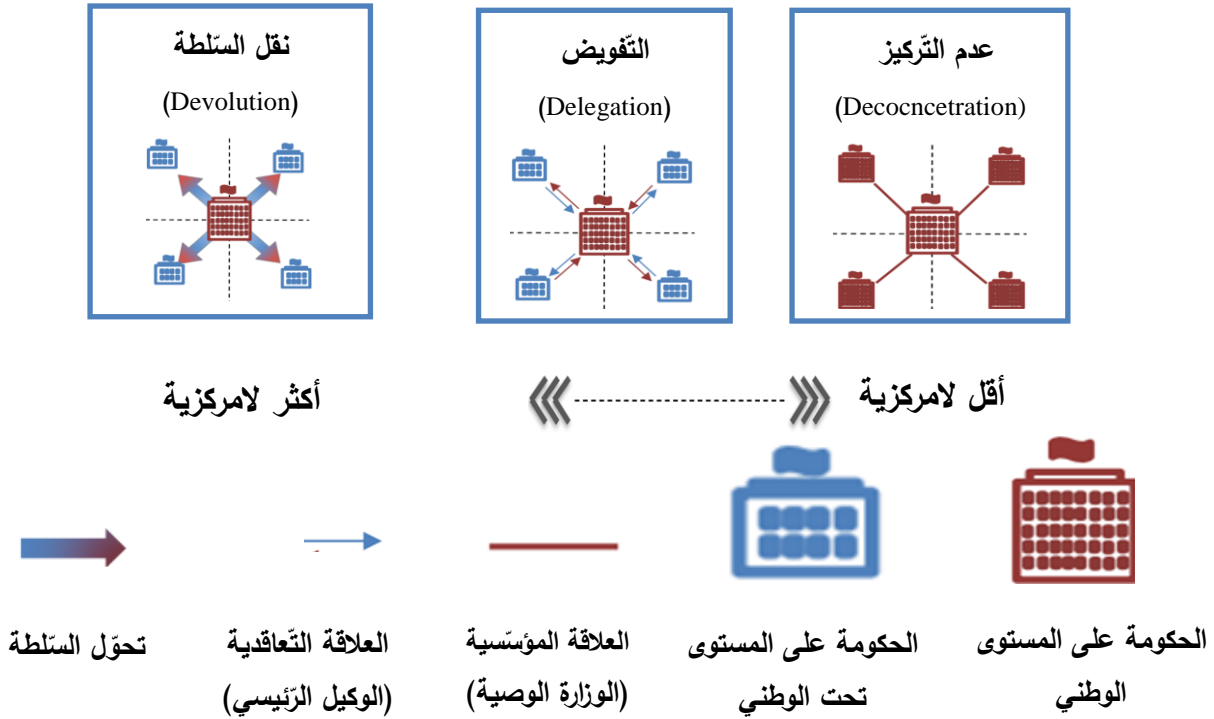 عدم التّركيز
(Decocncetration)
التّفويض
(Delegation)
نقل السّلطة
(Devolution)
أقل لامركزية
أكثر لامركزية
الحكومة على المستوى
الوطني
الحكومة على المستوى
تحت الوطني
العلاقة المؤسّسية
(الوزارة الوصية)
العلاقة التّعاقدية
(الوكيل الرّئيسي)
تحوّل السّلطة